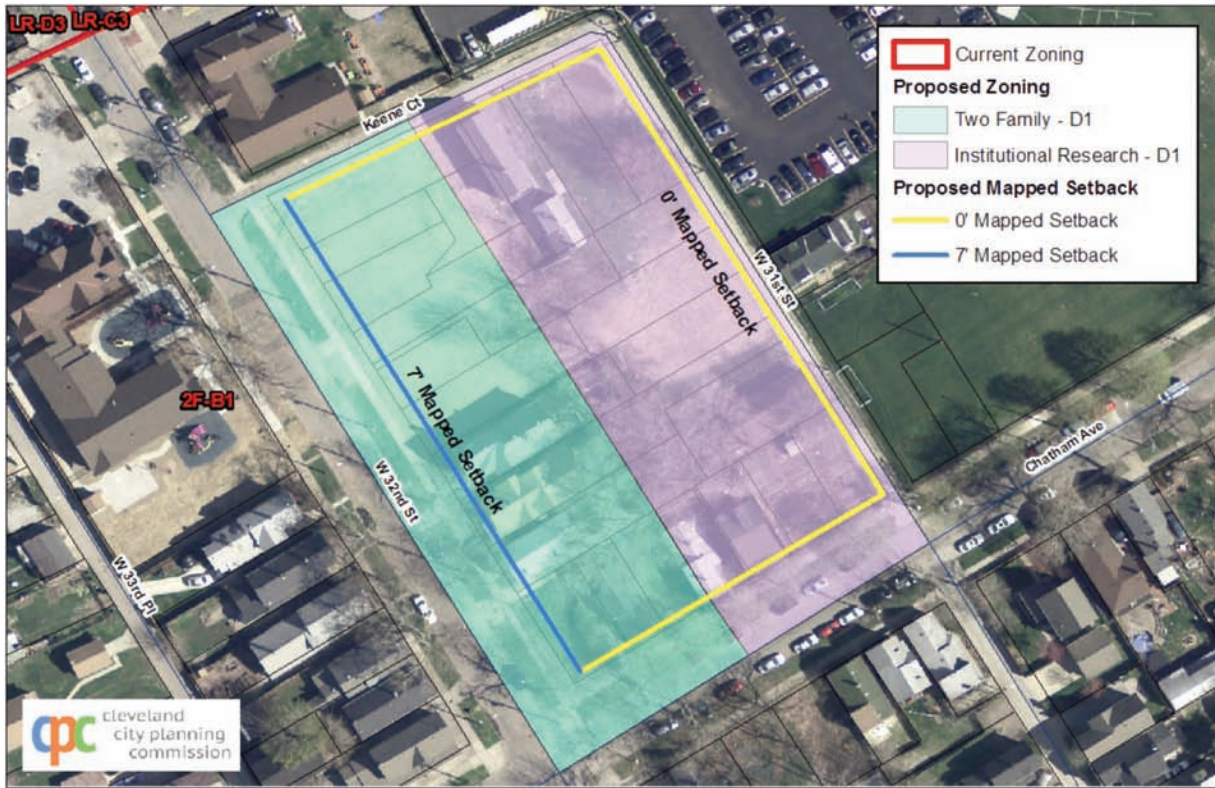 LR-D3 LR-C3
Current Zoning
Proposed Zoning
Two Family - D1
Institutional Research - D1
Proposed Mapped Setback
0' Mapped Setback
7' Mapped Setback
Keene Ct
0' Mapped Setback
W 31st St
7' Mapped Setback
2F-B1
W 32nd St
Chatham Ave
W 33rd Pl
cpc cleveland
city planning
commission